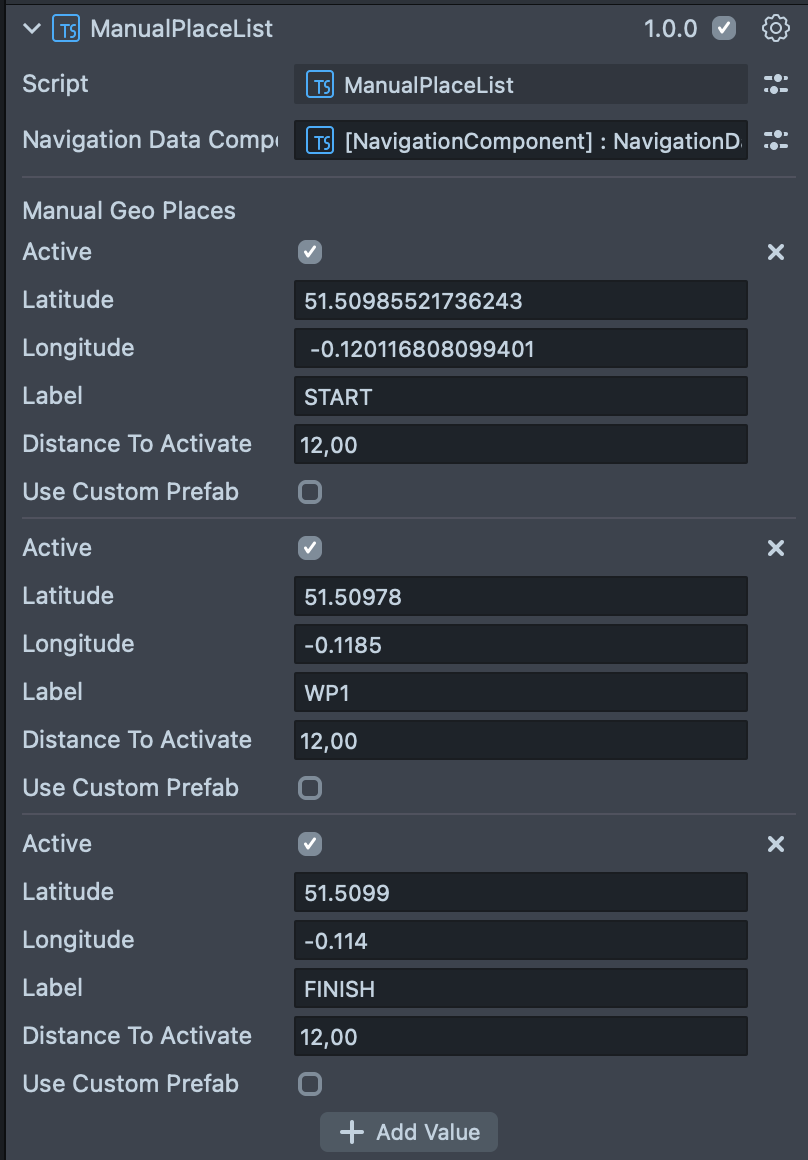 TS ManualPlaceList 1.0.0
Script TS ManualPlaceList
Navigation Data Comp TS [NavigationComponent] : NavigationD
Manual Geo Places
Active
Latitude 51.50985521736243
Longitude -0.120116808099401
Label START
Distance To Activate 12,00
Use Custom Prefab
Active
Latitude 51.50978
Longitude -0.1185
Label WP1
Distance To Activate 12,00
Use Custom Prefab
Active
Latitude 51.5099
Longitude -0.114
Label FINISH
Distance To Activate 12,00
Use Custom Prefab
+ Add Value